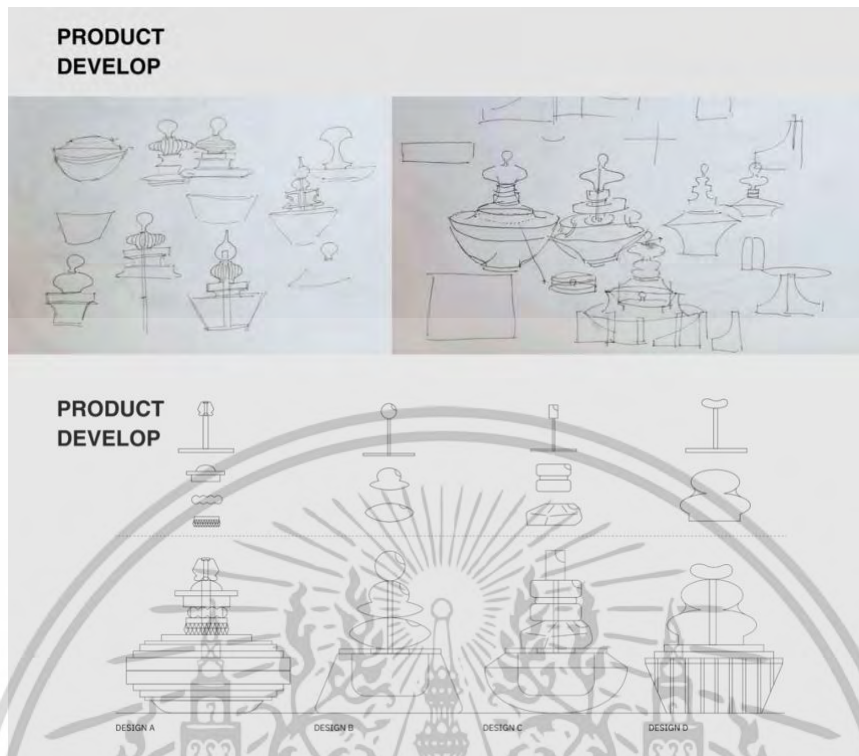 PRODUCT
DEVELOP
PRODUCT
DEVELOP
DESIGN A
DESIGN B
DESIGN C
DESIGN D